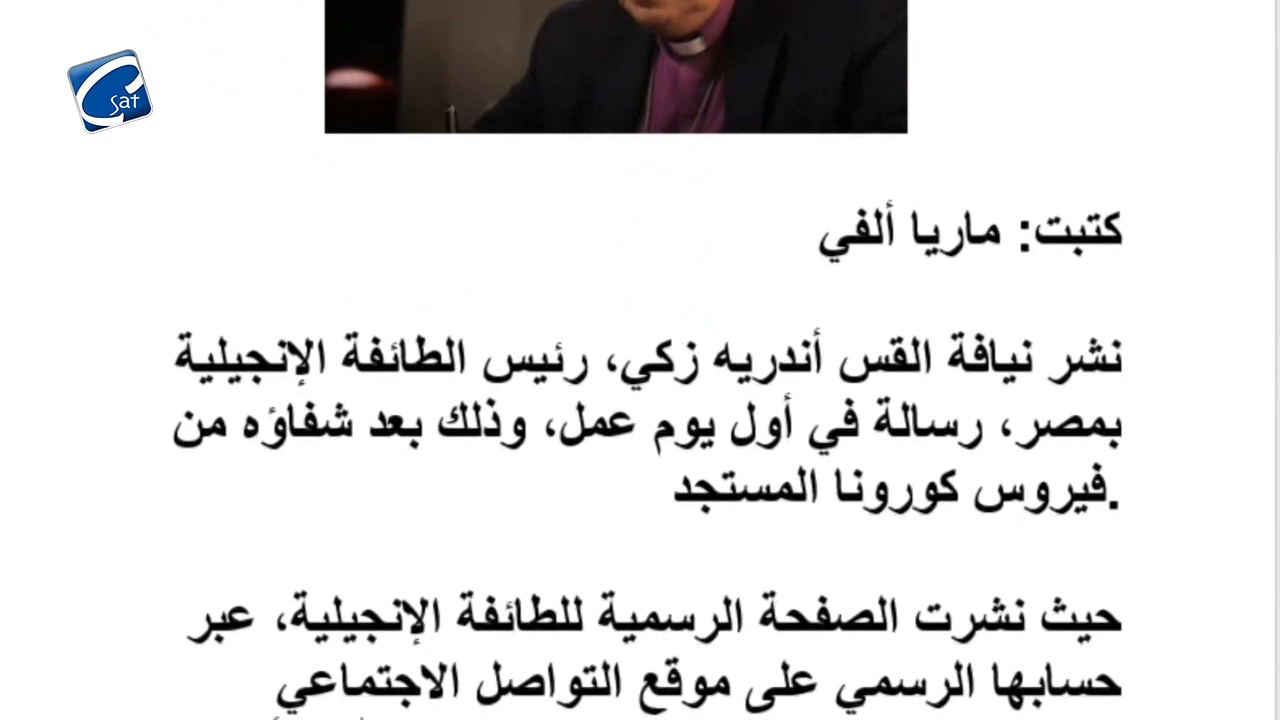 C Sat
كتبت: ماريا ألفي
نشر نيافة القس أندريه زكي، رئيس الطائفة الإنجيلية
بمصر، رسالة في أول يوم عمل، وذلك بعد شفاؤه من
.فيروس كورونا المستجد
حيث نشرت الصفحة الرسمية للطائفة الإنجيلية، عبر
حسابها الرسمي على موقع التواصل الاجتماعي